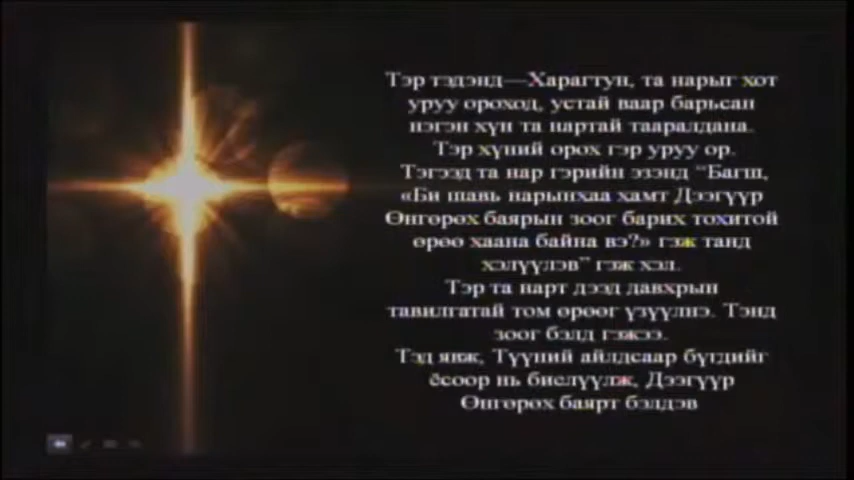 Тэр тэдэнд—Харагтун, та нарыг хот
уруу ороход, устай ваар барьсан
нэгэн хүн та нартай тааралдана.
Тэр хүний орох гэр уруу ор.
Тэгээд та нар гэрийн эзэнд “Багш,
«Би шавь нарынхаа хамт Дээгүүр
Өнгөрөх баярын зоог барих тохитой
өрөө хаана байна вэ?» гэж танд
хэлүүлэв” гэж хэл.
Тэр та нарт дээд давхрын
тавилгатай том өрөөг үзүүлнэ. Тэнд
зоог бэлд гэжээ.
Тэд явж, Түүний айлдсаар бүгдийг
ёсоор нь биелүүлж, Дээгүүр
Өнгөрөх баярт бэлдэв